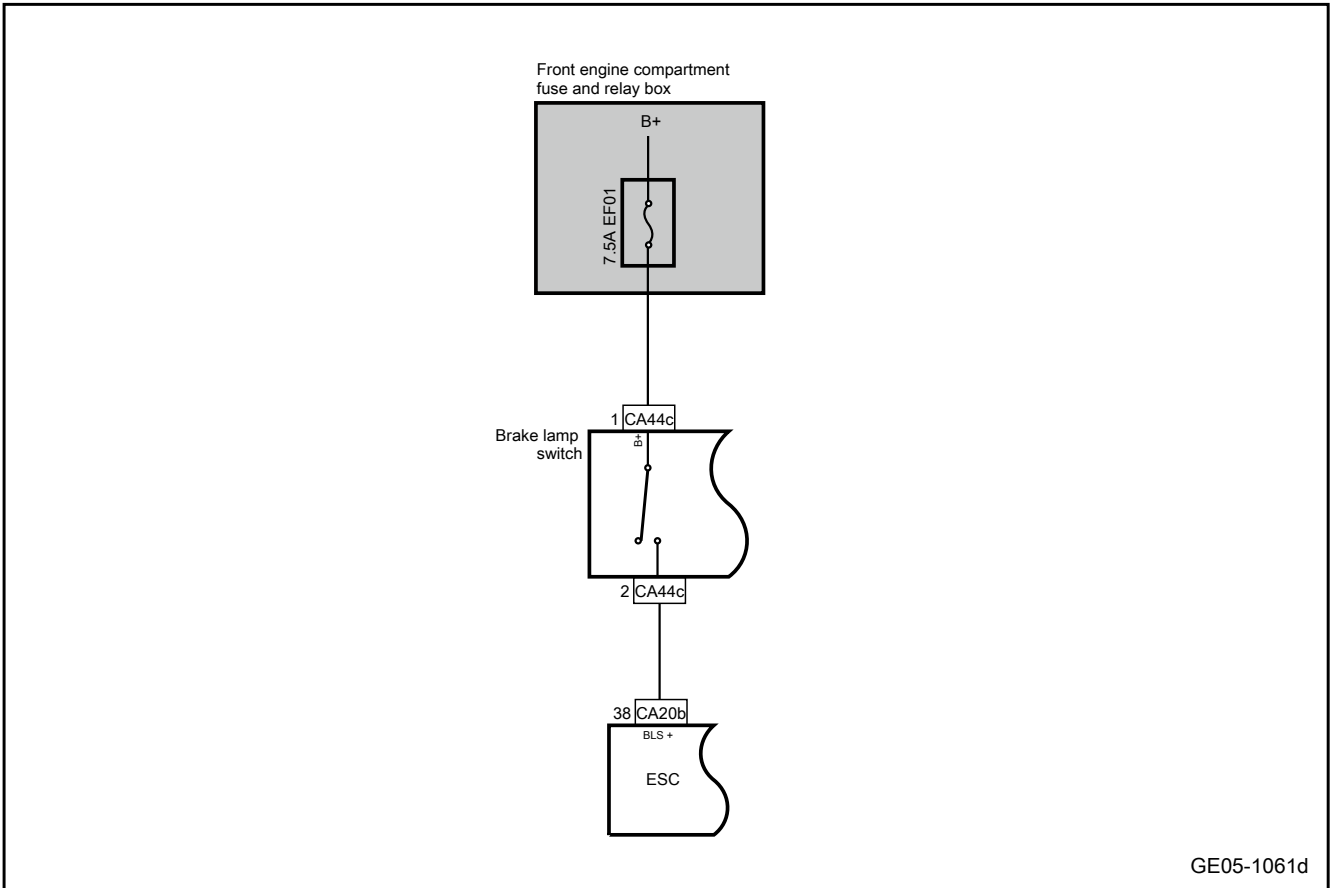 Front engine compartment
fuse and relay box
B+
7.5A EF01
1 CA44c
B+
Brake lamp
switch
2 CA44c
38 CA20b
BLS +
ESC
GE05-1061d